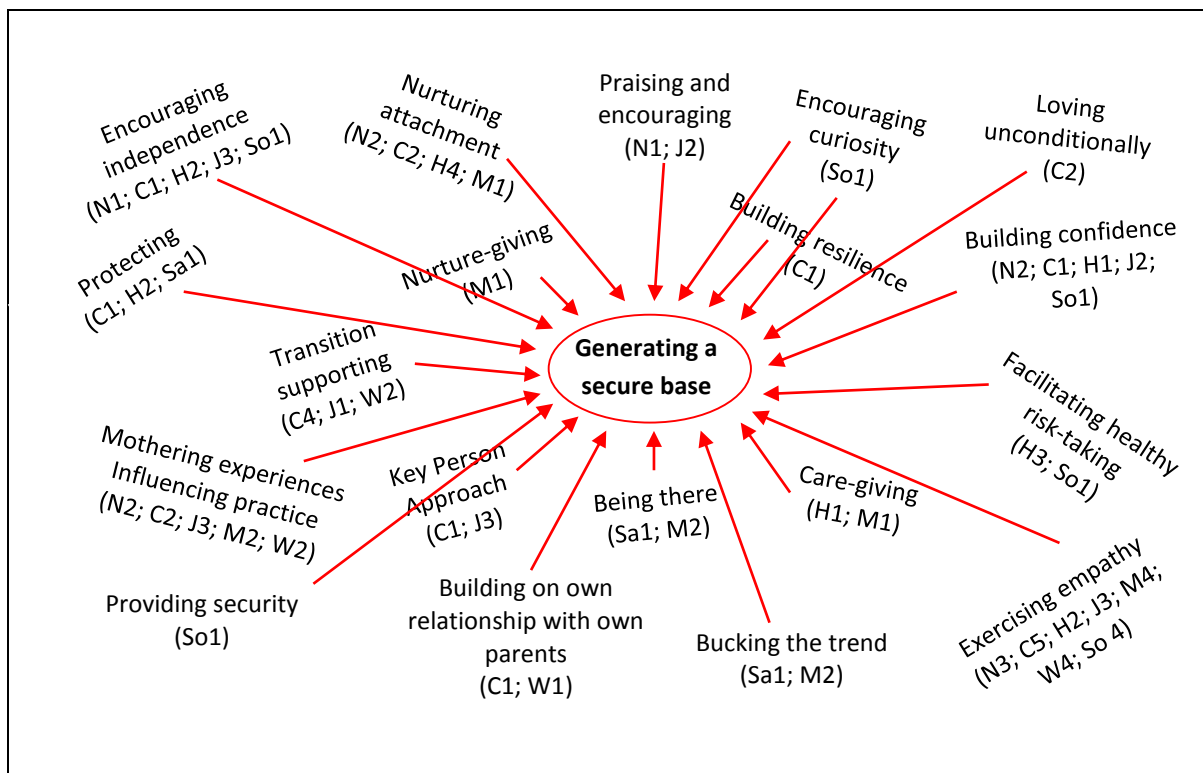 Encouraging
independence
(N1; C1; H2; J3; So1)
Nurturing
attachment
(N2; C2; H4; M1)
Praising and
encouraging
(N1; J2)
Encouraging
curiosity
(So1)
Loving
unconditionally
(C2)
Protecting
(C1; H2; Sa1)
Nurture-giving
(M1)
Building resilience
(C1)
Building confidence
(N2; C1; H1; J2;
So1)
Transition
supporting
(C4; J1; W2)
Generating a
secure base
Facilitating healthy
risk-taking
(H3; So1)
Mothering experiences
Influencing practice
(N2; C2; J3; M2; W2)
Key Person
Approach
(C1; J3)
Being there
(Sa1; M2)
Care-giving
(H1; M1)
Providing security
(So1)
Building on own
relationship with own
parents
(C1; W1)
Bucking the trend
(Sa1; M2)
Exercising empathy
(N3; C5; H2; J3; M4;
W4; So 4)